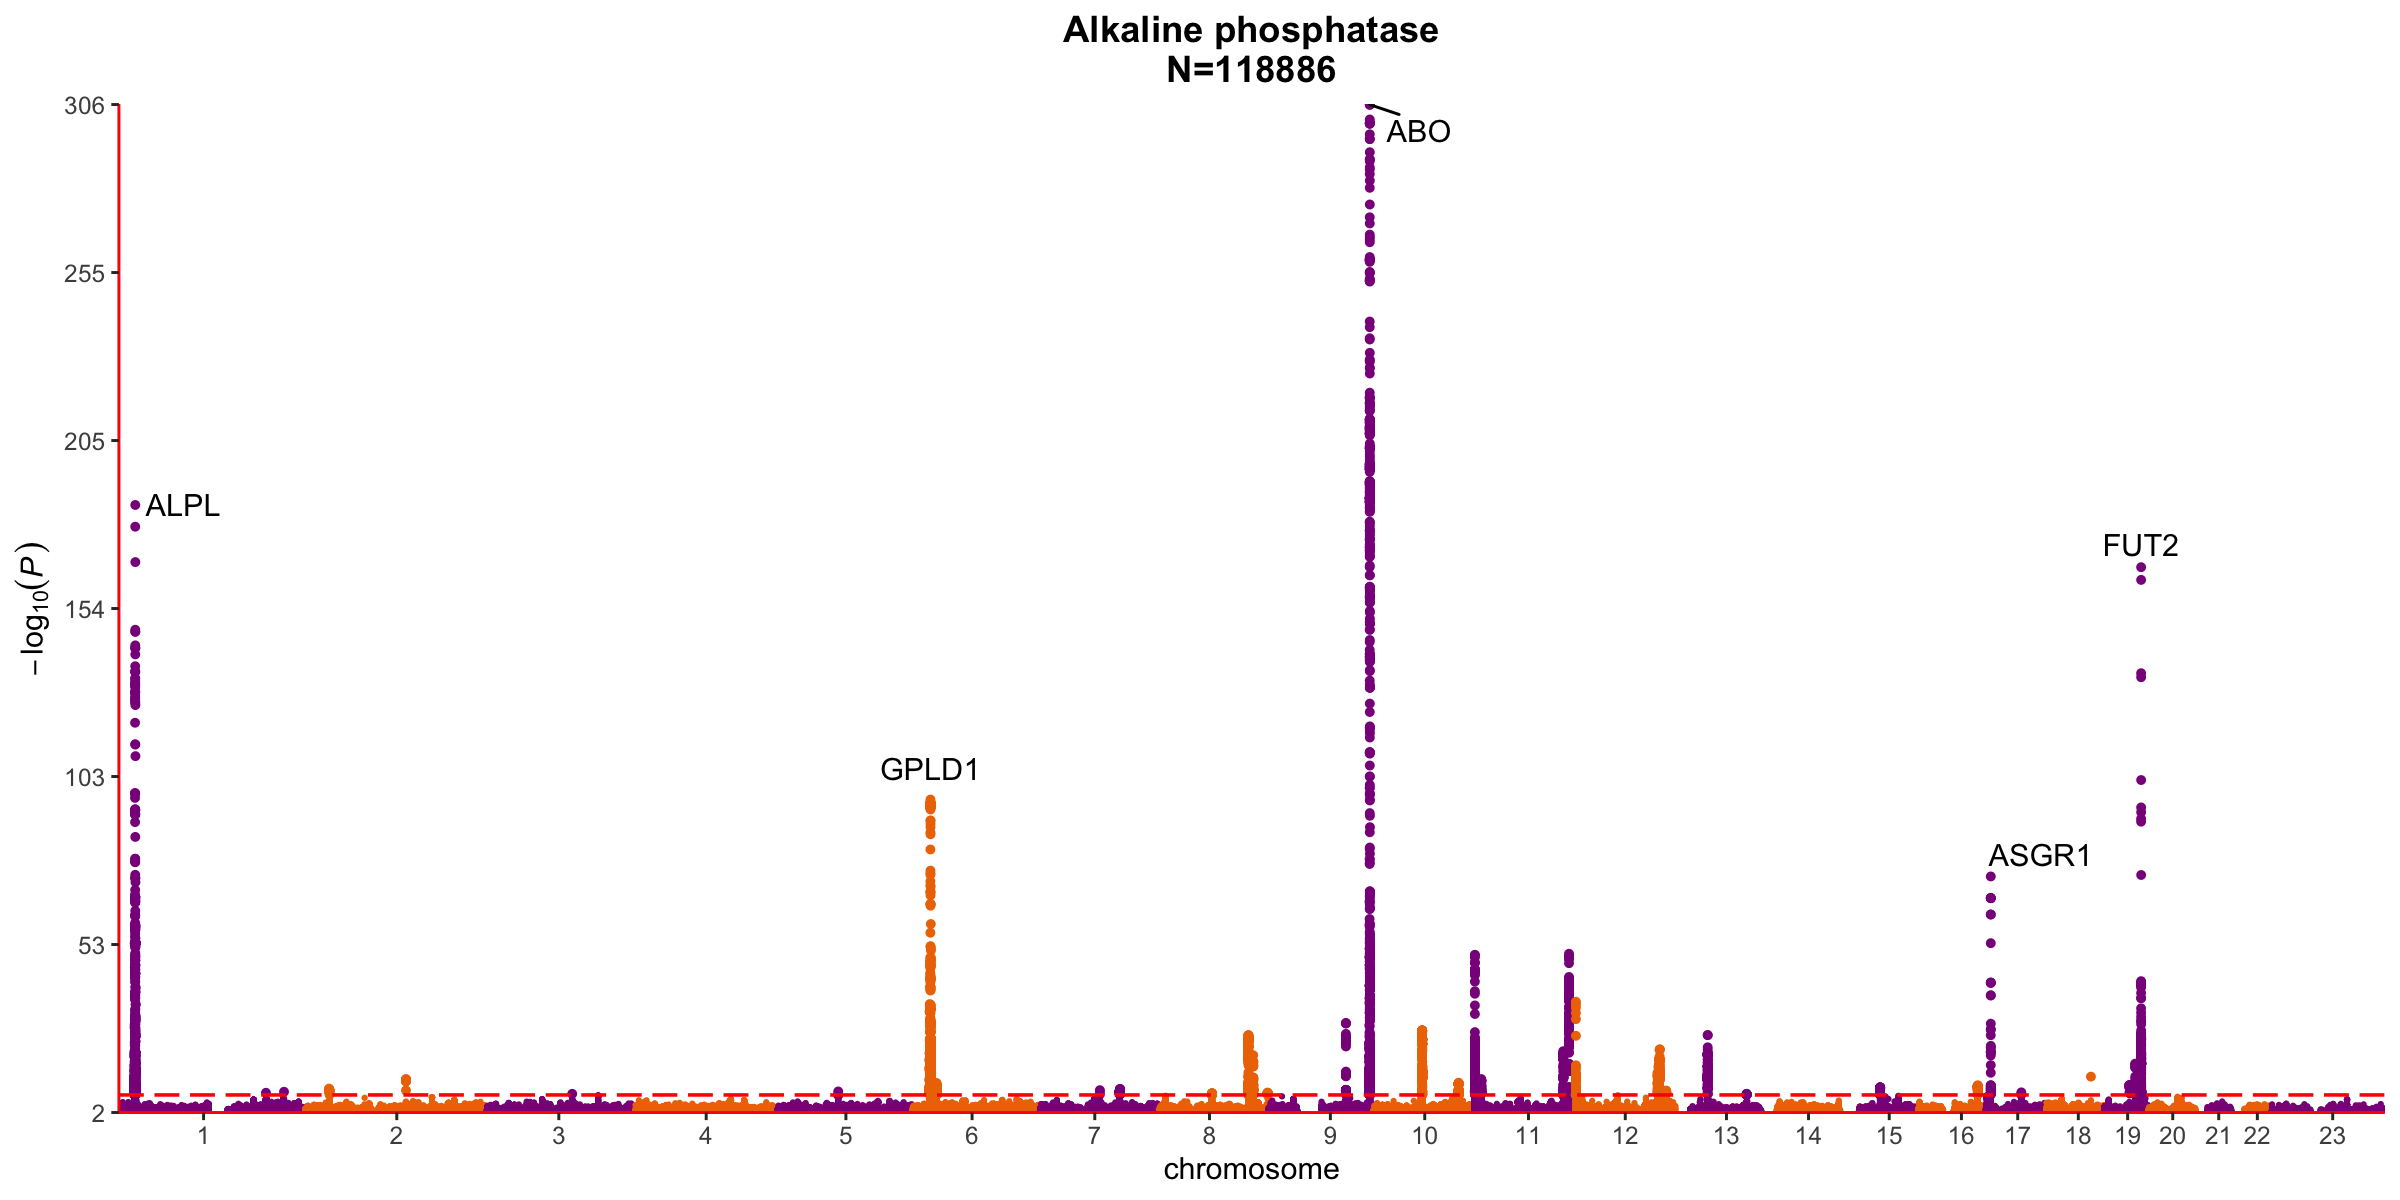 Alkaline phosphatase
N=118886
306
ABO
255
205
ALPL
FUT2
−log₁₀(P)
154
103
GPLD1
ASGR1
53
2
1 2 3 4 5 6 7 8 9 10 11 12 13 14 15 16 17 18 19 20 21 22 23
chromosome